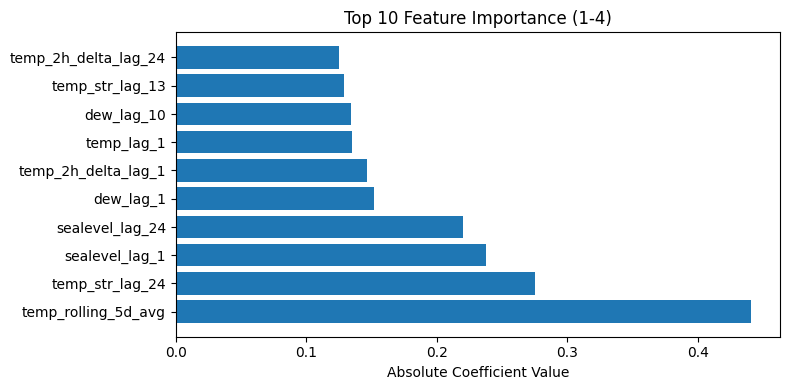 Top 10 Feature Importance (1-4)
temp_2h_delta_lag_24
temp_str_lag_13
dew_lag_10
temp_lag_1
temp_2h_delta_lag_1
dew_lag_1
sealevel_lag_24
sealevel_lag_1
temp_str_lag_24
temp_rolling_5d_avg
0.0 0.1 0.2 0.3 0.4
Absolute Coefficient Value